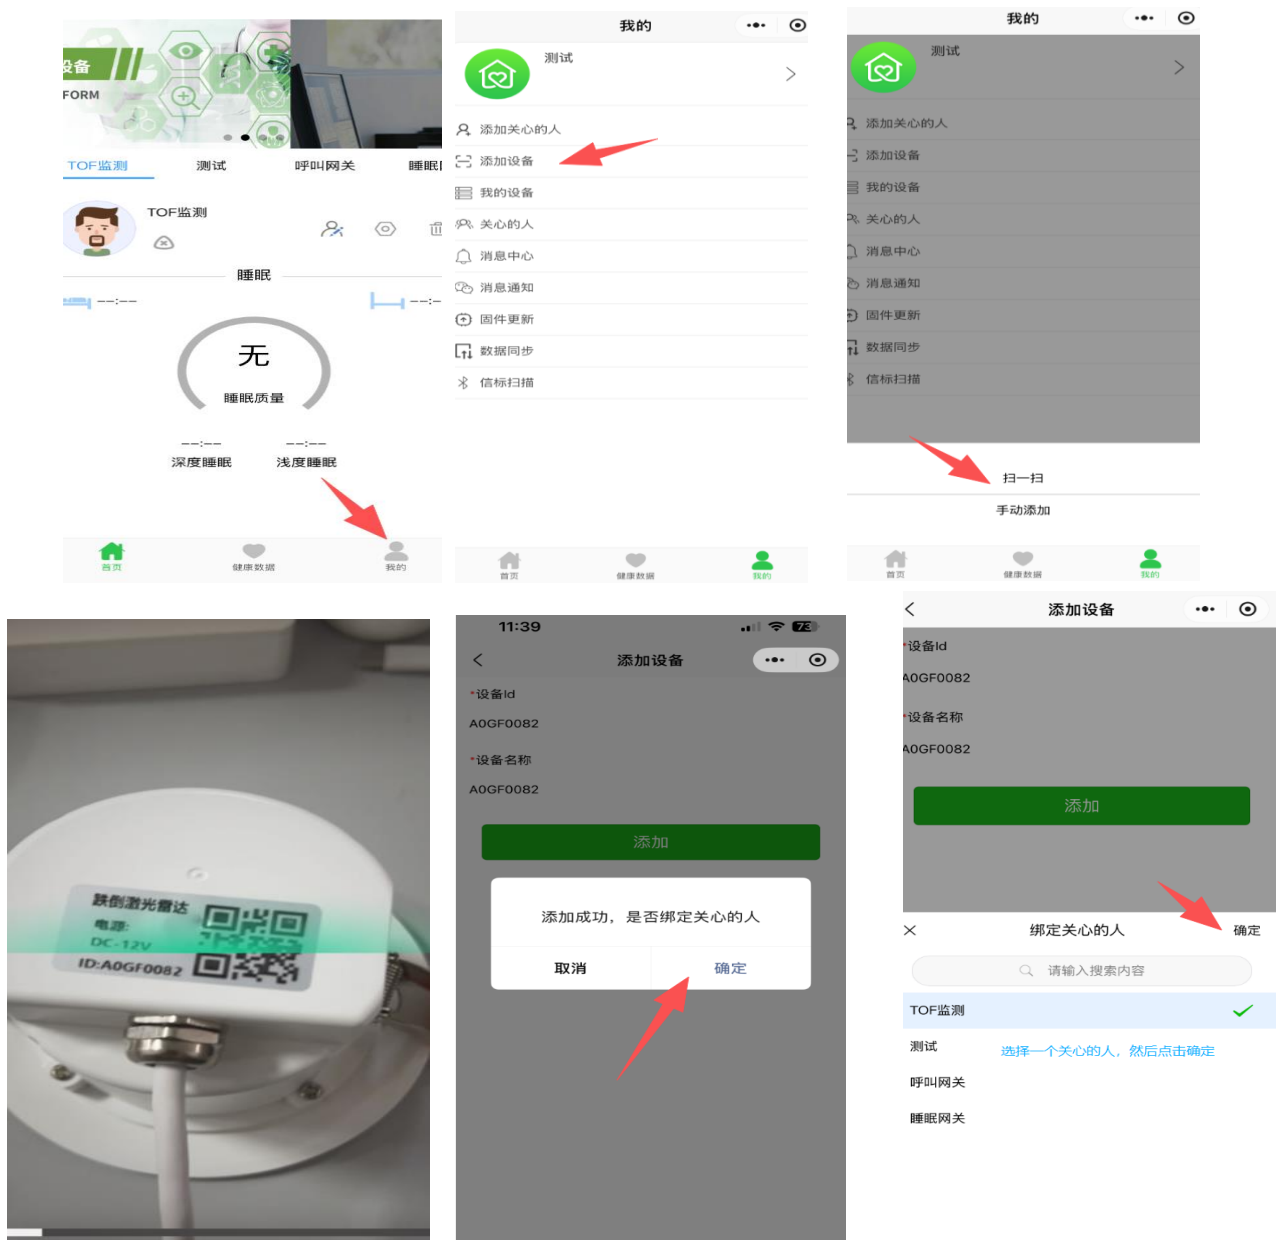 设备
FORM
TOF监测
测试
呼叫网关
睡眠
TOF监测
睡眠
--:--
--:-
无
睡眠质量
--:--
--:--
深度睡眠
浅度睡眠
首页
健康数据
我的
我的
测试
添加关心的人
添加设备
我的设备
关心的人
消息中心
消息通知
固件更新
数据同步
信标扫描
首页
健康数据
我的
我的
测试
添加关心的人
添加设备
我的设备
关心的人
消息中心
消息通知
固件更新
数据同步
信标扫描
扫一扫
手动添加
首页
健康数据
我的
跌倒激光雷达
电源:
DC-12V
ID:A0GF0082
11:39
73
添加设备
*设备Id
A0GF0082
*设备名称
A0GF0082
添加
添加成功，是否绑定关心的人
取消
确定
添加设备
*设备Id
A0GF0082
*设备名称
A0GF0082
添加
绑定关心的人
确定
请输入搜索内容
TOF监测
测试
选择一个关心的人，然后点击确定
呼叫网关
睡眠网关